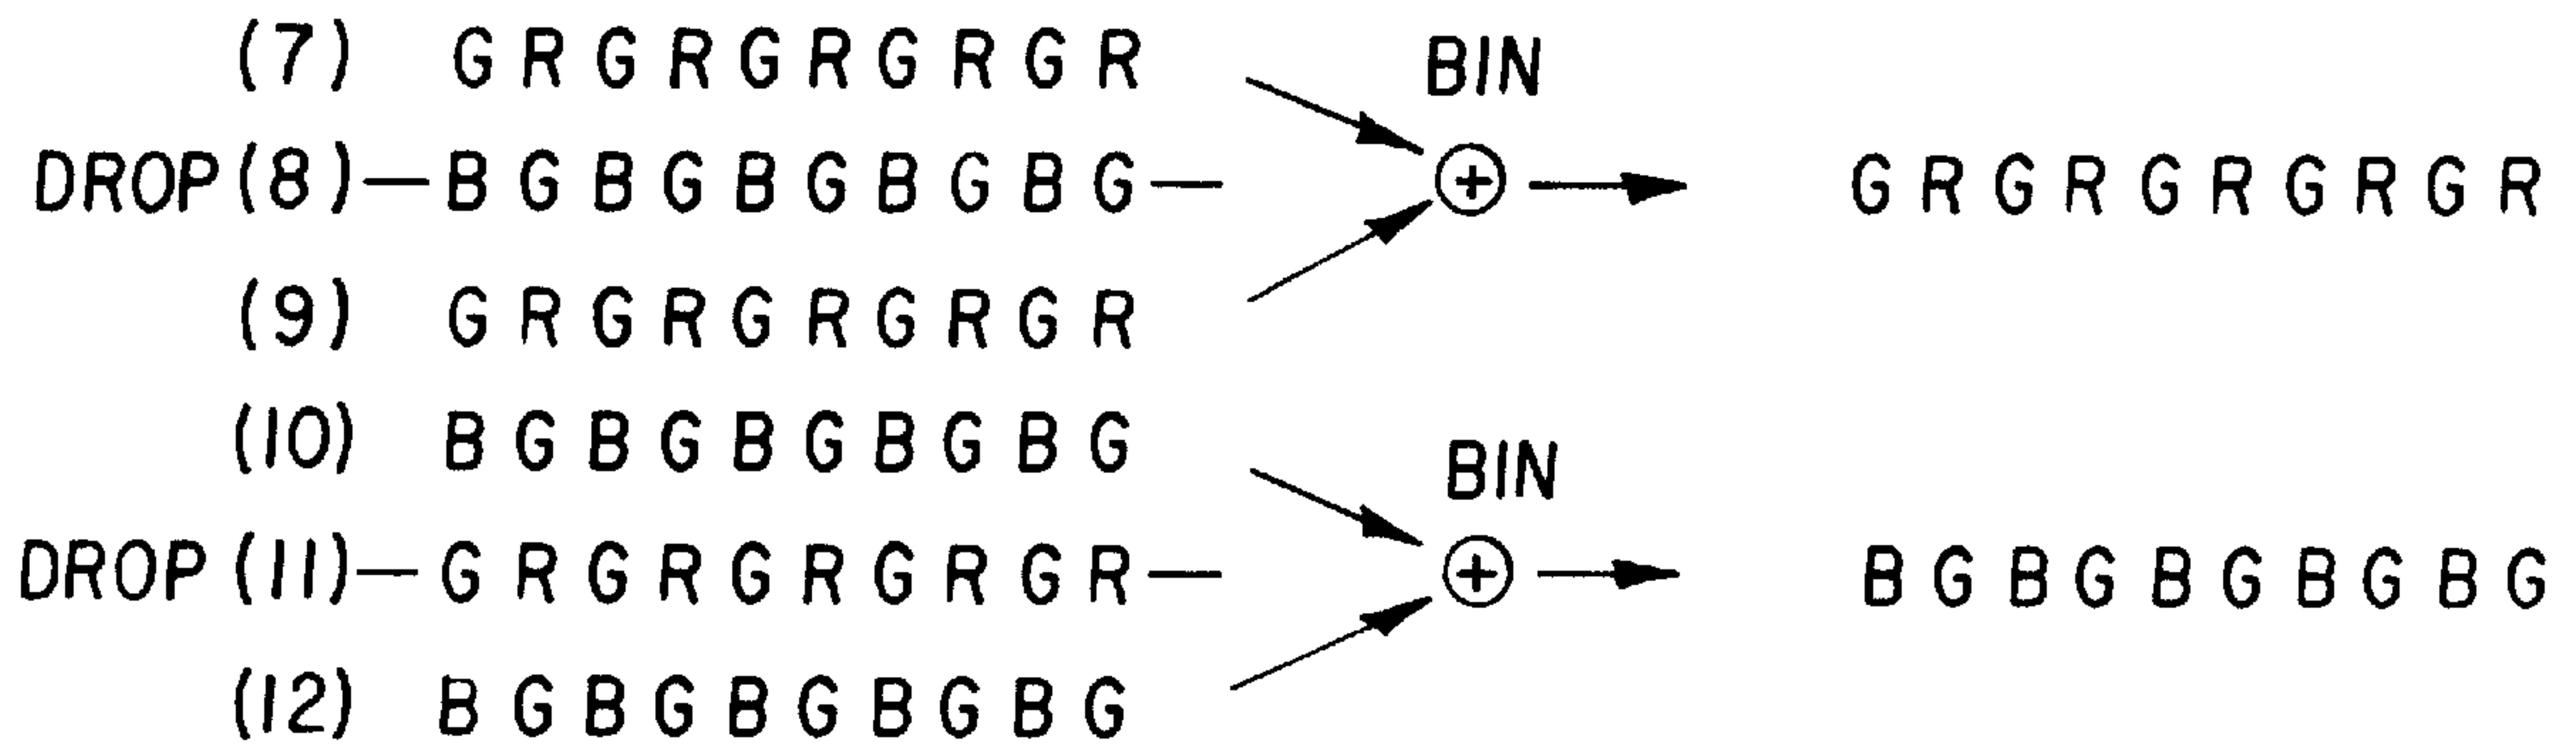 (7) G R G R G R G R G R
BIN
DROP (8) — B G B G B G B G B G — + G R G R G R G R G R
(9) G R G R G R G R G R
(10) B G B G B G B G B G
BIN
DROP (11) — G R G R G R G R G R — + B G B G B G B G B G
(12) B G B G B G B G B G